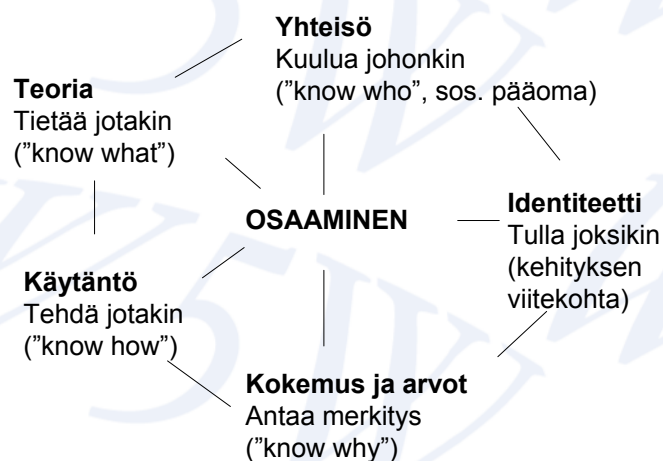 Yhteisö
Kuulua johonkin
("know who", sos. pääoma)
Teoria
Tietää jotakin
("know what")
OSAAMINEN
Identiteetti
Tulla joksikin
(kehityksen
viitekohta)
Käytäntö
Tehdä jotakin
("know how")
Kokemus ja arvot
Antaa merkitys
("know why")